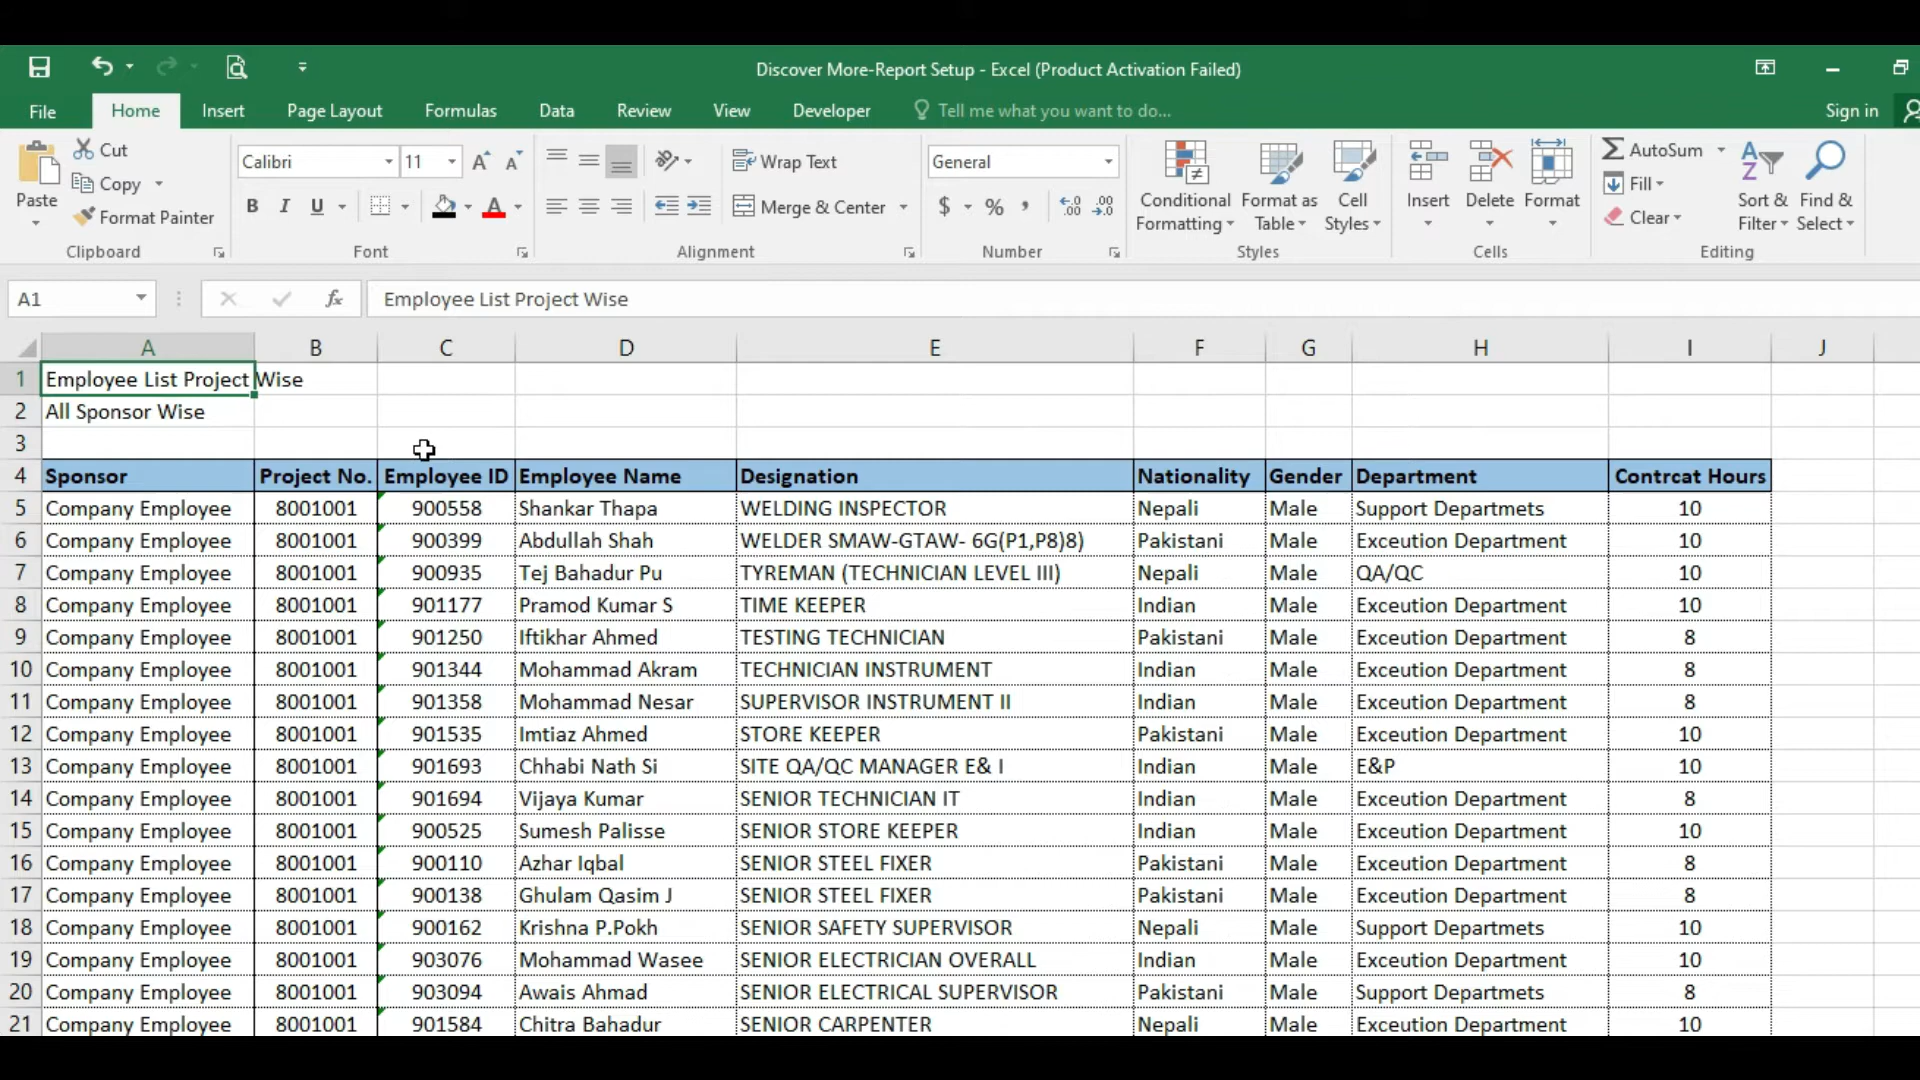 Discover More-Report Setup - Excel (Product Activation Failed)
File Home Insert Page Layout Formulas Data Review View Developer Tell me what you want to do... Sign in
Paste
Cut
Copy
Format Painter
Clipboard
Calibri 11 A A
B I U A
Font
Wrap Text
Merge & Center
Alignment
General
$ % , .00 .00
Number
Conditional Formatting
Format as Table
Cell Styles
Styles
Insert Delete Format
Cells
AutoSum
Fill
Clear
Sort & Filter
Find & Select
Editing
A1 fx Employee List Project Wise
A B C D E F G H I J
1 Employee List Project Wise
2 All Sponsor Wise
3
4 Sponsor Project No. Employee ID Employee Name Designation Nationality Gender Department Contrcat Hours
5 Company Employee 8001001 900558 Shankar Thapa WELDING INSPECTOR Nepali Male Support Departmets 10
6 Company Employee 8001001 900399 Abdullah Shah WELDER SMAW-GTAW- 6G(P1,P8)8) Pakistani Male Exceution Department 10
7 Company Employee 8001001 900935 Tej Bahadur Pu TYREMAN (TECHNICIAN LEVEL III) Nepali Male QA/QC 10
8 Company Employee 8001001 901177 Pramod Kumar S TIME KEEPER Indian Male Exceution Department 10
9 Company Employee 8001001 901250 Iftikhar Ahmed TESTING TECHNICIAN Pakistani Male Exceution Department 8
10 Company Employee 8001001 901344 Mohammad Akram TECHNICIAN INSTRUMENT Indian Male Exceution Department 8
11 Company Employee 8001001 901358 Mohammad Nesar SUPERVISOR INSTRUMENT II Indian Male Exceution Department 8
12 Company Employee 8001001 901535 Imtiaz Ahmed STORE KEEPER Pakistani Male Exceution Department 10
13 Company Employee 8001001 901693 Chhabi Nath Si SITE QA/QC MANAGER E& I Indian Male E&P 10
14 Company Employee 8001001 901694 Vijaya Kumar SENIOR TECHNICIAN IT Indian Male Exceution Department 8
15 Company Employee 8001001 900525 Sumesh Palisse SENIOR STORE KEEPER Indian Male Exceution Department 10
16 Company Employee 8001001 900110 Azhar Iqbal SENIOR STEEL FIXER Pakistani Male Exceution Department 8
17 Company Employee 8001001 900138 Ghulam Qasim J SENIOR STEEL FIXER Pakistani Male Exceution Department 8
18 Company Employee 8001001 900162 Krishna P.Pokh SENIOR SAFETY SUPERVISOR Nepali Male Support Departmets 10
19 Company Employee 8001001 903076 Mohammad Wasee SENIOR ELECTRICIAN OVERALL Indian Male Exceution Department 10
20 Company Employee 8001001 903094 Awais Ahmad SENIOR ELECTRICAL SUPERVISOR Pakistani Male Support Departmets 8
21 Company Employee 8001001 901584 Chitra Bahadur SENIOR CARPENTER Nepali Male Exceution Department 10